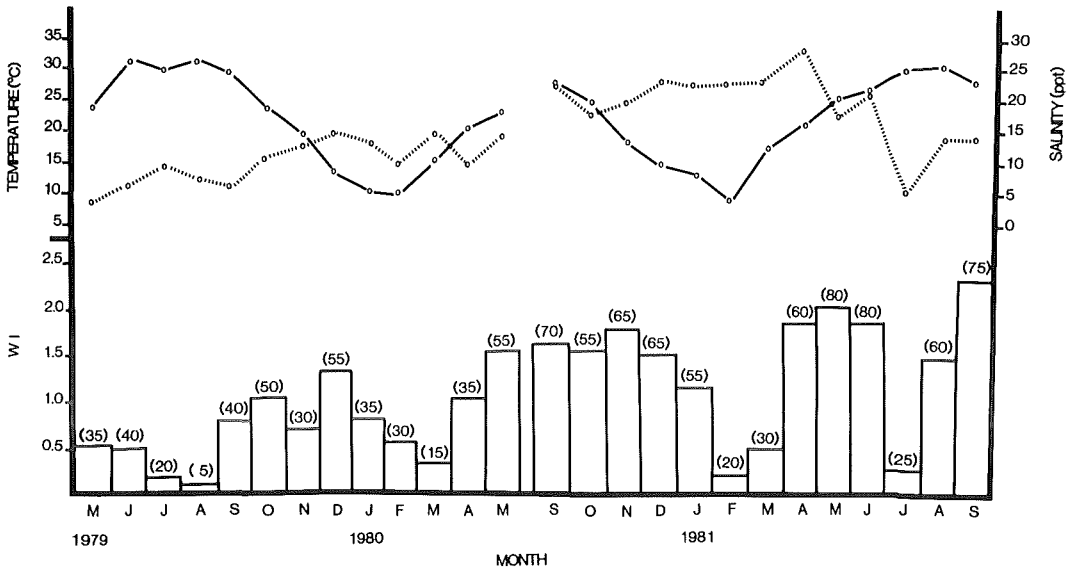 TEMPERATURE (°C)
35
30
25
20
15
10
5
SALINITY (ppt)
30
25
20
15
10
5
0
WI
2.5
2.0
1.5
1.0
0.5
(35) (40) (20) (5) (40) (50) (30) (55) (35) (30) (15) (35) (55) (70) (55) (65) (65) (55) (20) (30) (60) (80) (80) (25) (60) (75)
M J J A S O N D J F M A M S O N D J F M A M J J A S
1979 1980 1981
MONTH